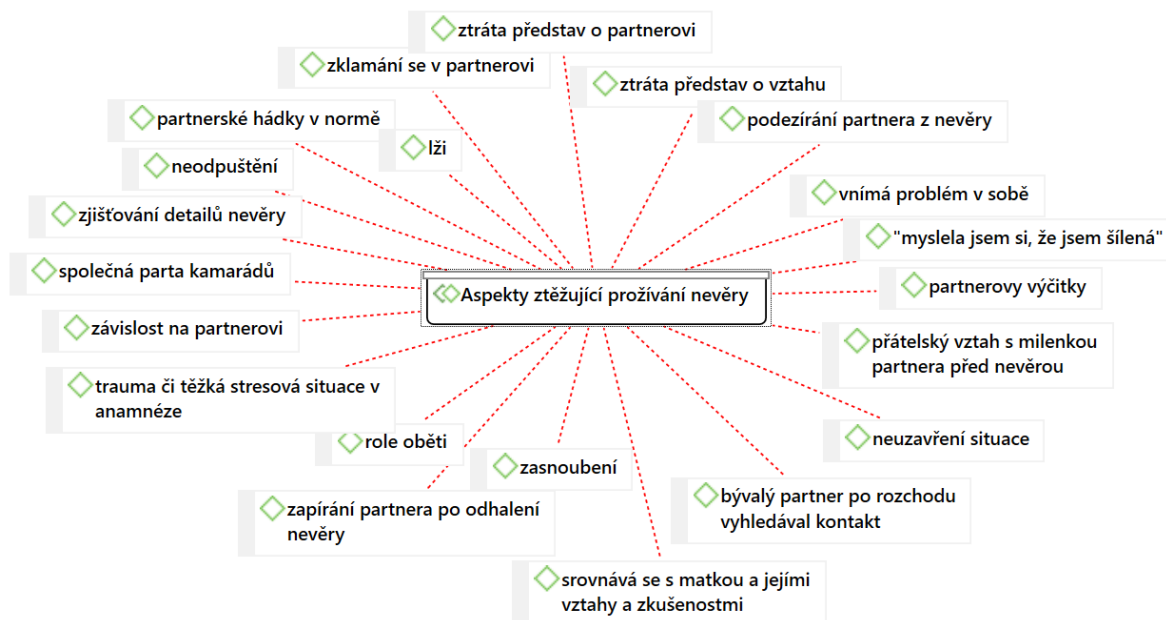 ztráta představ o partnerovi
zklamání se v partnerovi
ztráta představ o vztahu
partnerské hádky v normě
podezírání partnera z nevěry
lži
neodpuštění
vnímá problém v sobě
zjišťování detailů nevěry
"myslela jsem si, že jsem šílená"
společná parta kamarádů
partnerovy výčitky
Aspekty ztěžující prožívání nevěry
závislost na partnerovi
přátelský vztah s milenkou
partnera před nevěrou
trauma či těžká stresová situace v
anamnéze
role oběti
neuzavření situace
zasnoubení
zapírání partnera po odhalení
nevěry
bývalý partner po rozchodu
vyhledával kontakt
srovnává se s matkou a jejími
vztahy a zkušenostmi